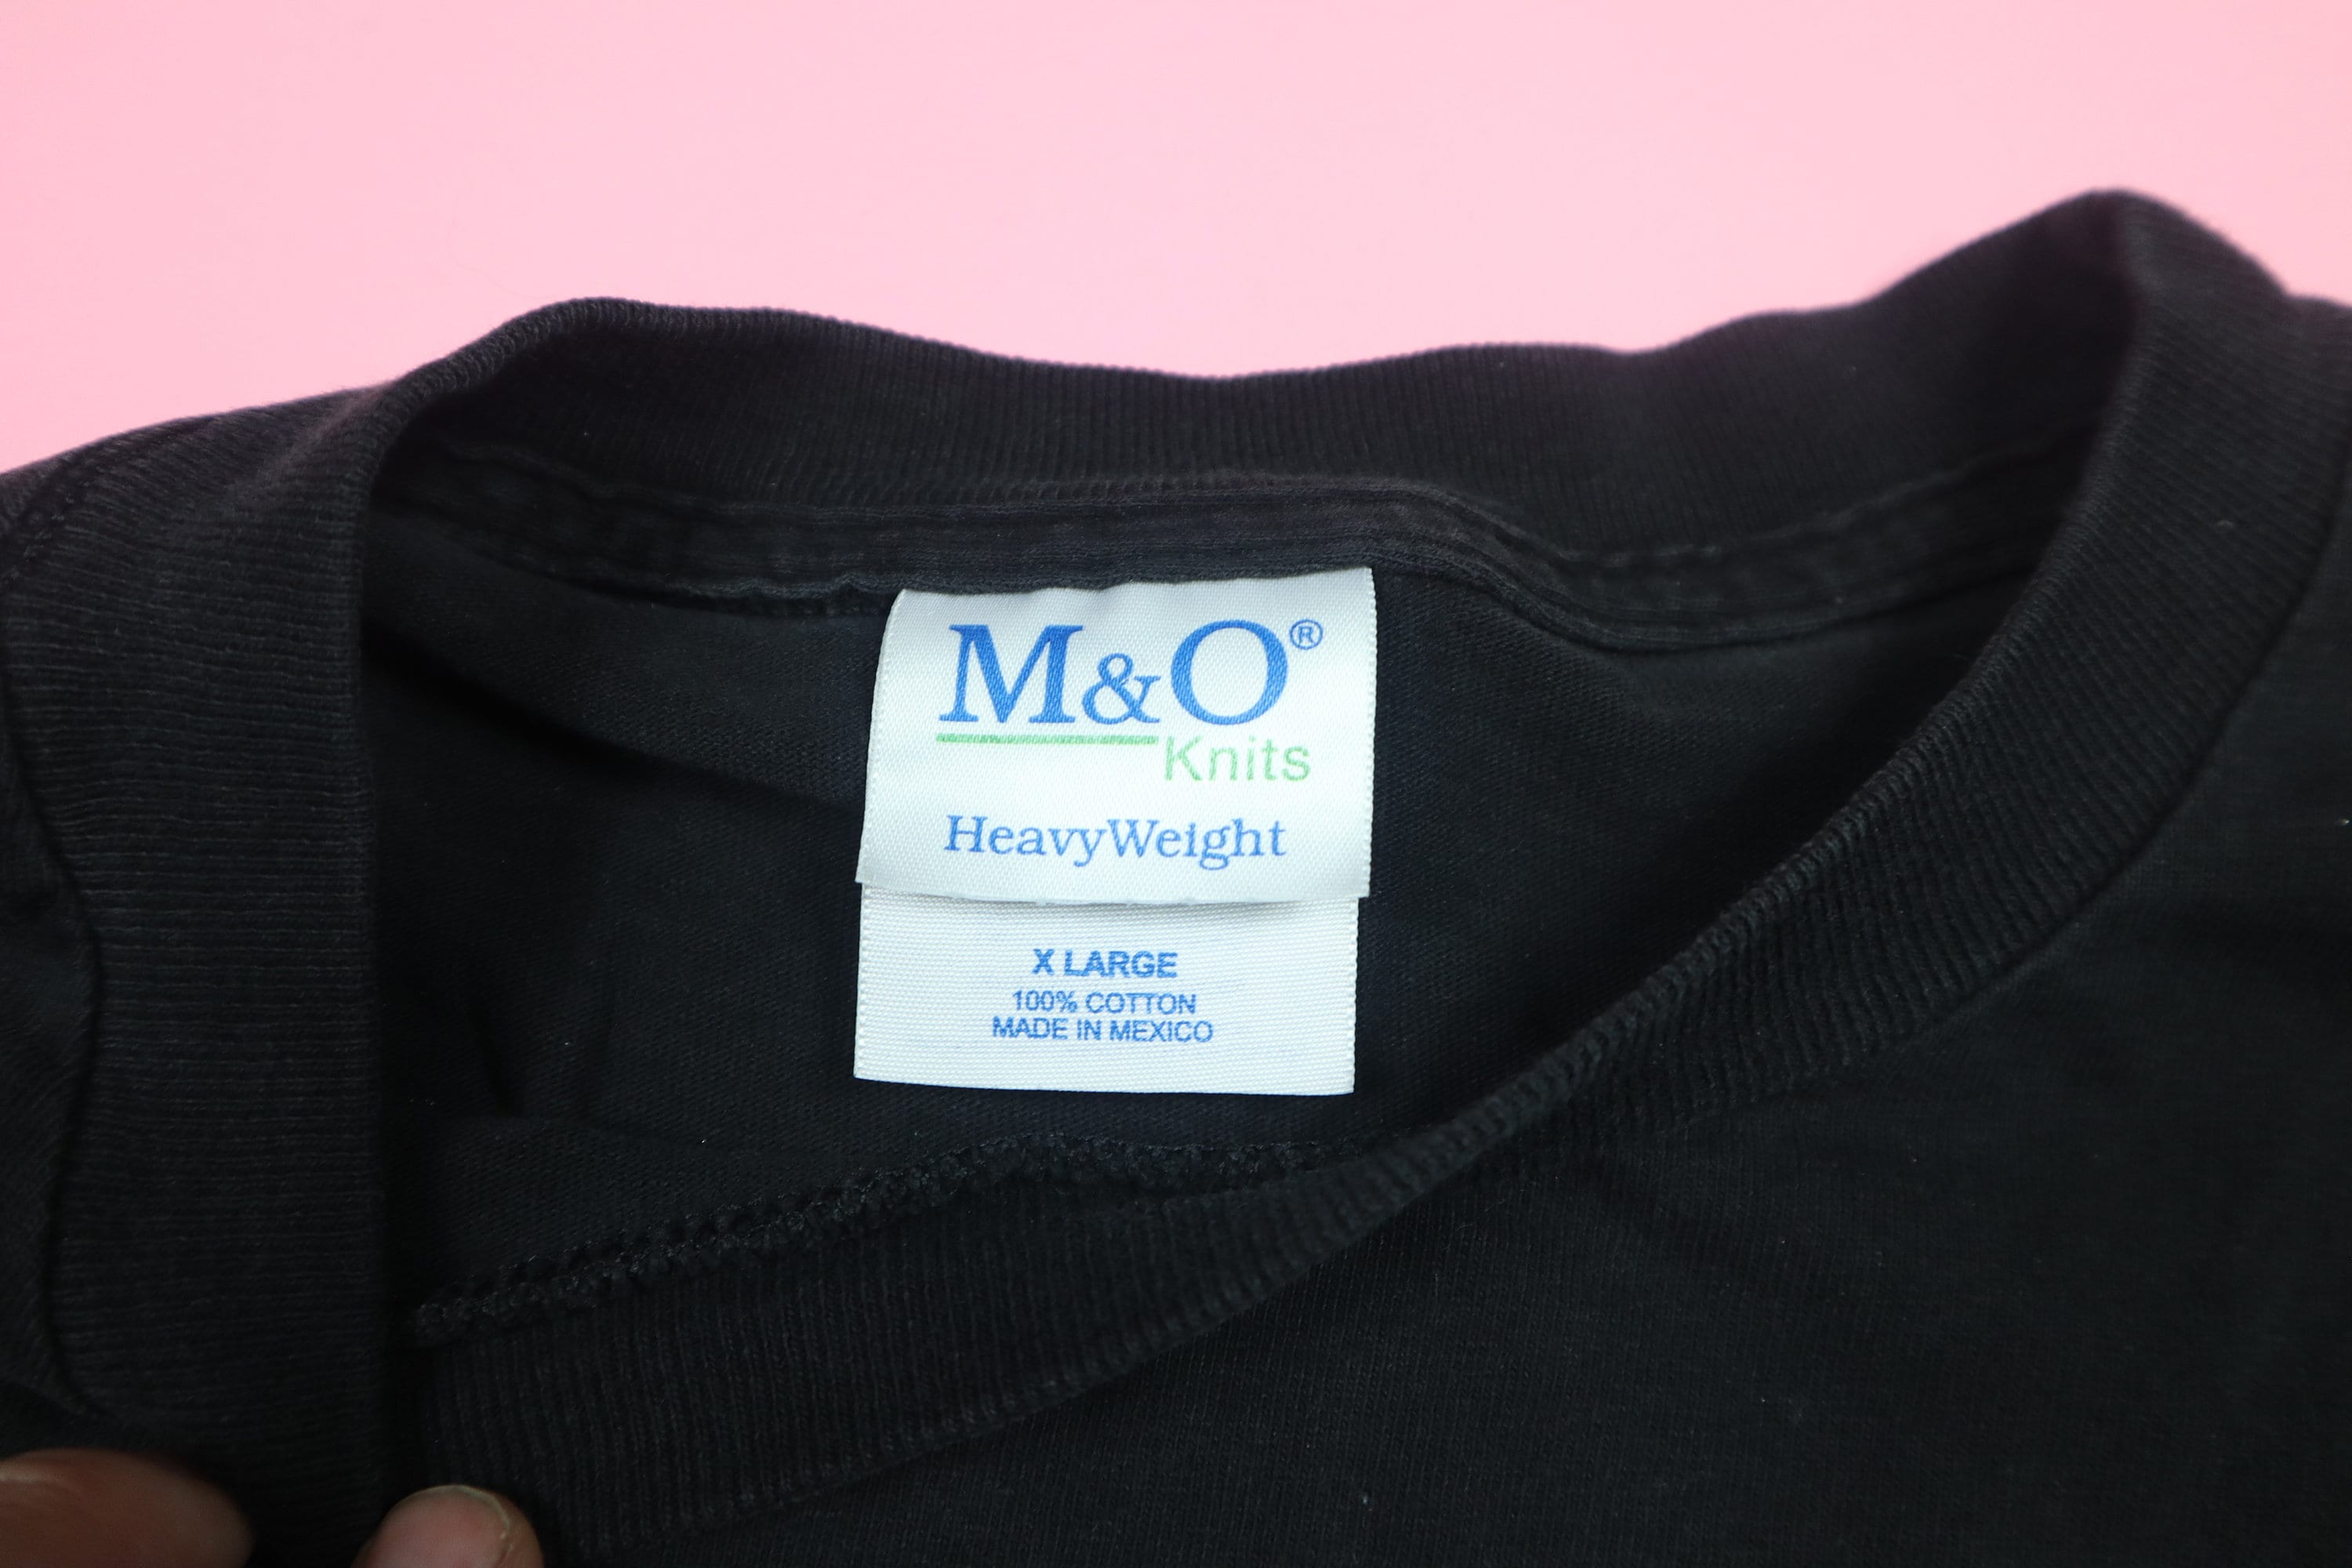 M&O®
Knits
HeavyWeight
X LARGE
100% COTTON
MADE IN MEXICO